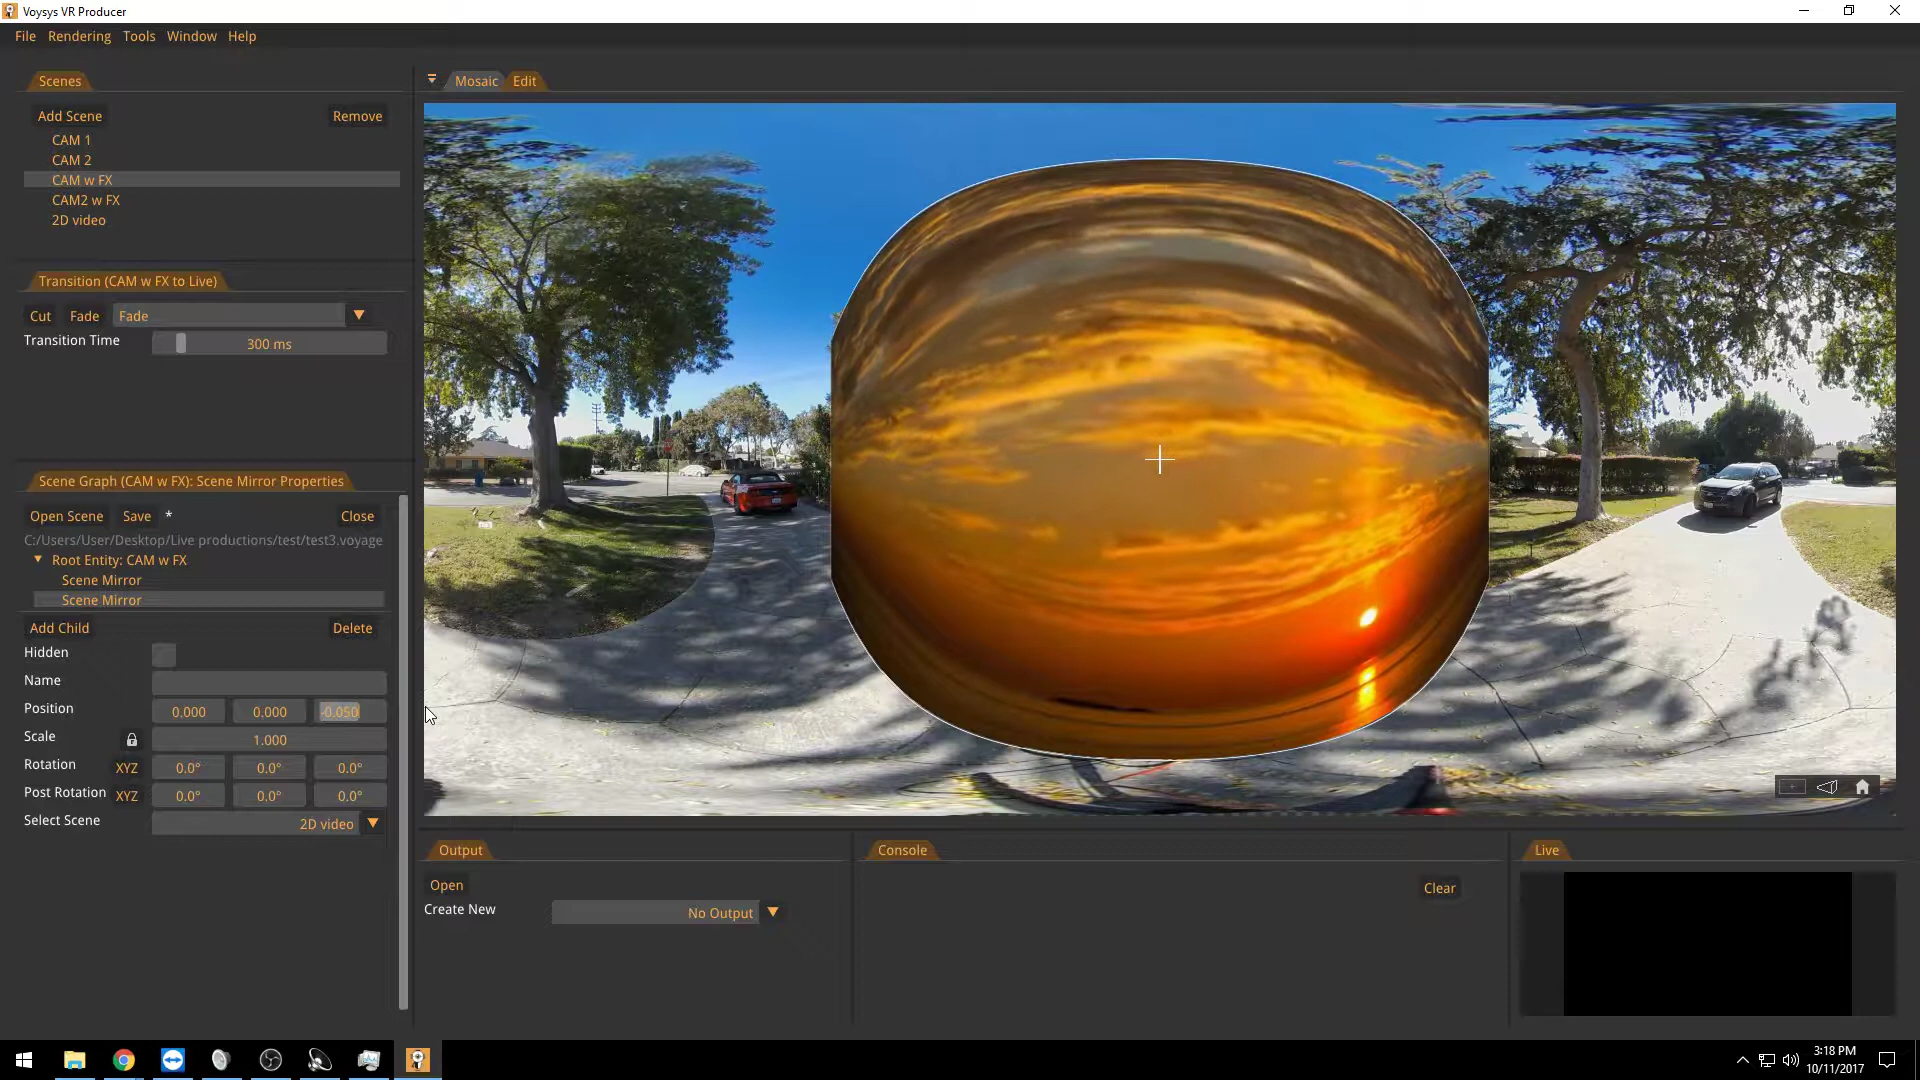 Voysys VR Producer
File Rendering Tools Window Help
Scenes
Add Scene Remove
CAM 1
CAM 2
CAM w FX
CAM2 w FX
2D video
Transition (CAM w FX to Live)
Cut Fade Fade
Transition Time 300 ms
Scene Graph (CAM w FX): Scene Mirror Properties
Open Scene Save * Close
C:/Users/User/Desktop/Live productions/test/test3.voyage
Root Entity: CAM w FX
Scene Mirror
Scene Mirror
Add Child Delete
Hidden
Name
Position 0.000 0.000 -0.050
Scale 1.000
Rotation XYZ 0.0° 0.0° 0.0°
Post Rotation XYZ 0.0° 0.0° 0.0°
Select Scene 2D video
Mosaic Edit
Output
Open
Create New No Output
Console
Clear
Live
3:18 PM
10/11/2017